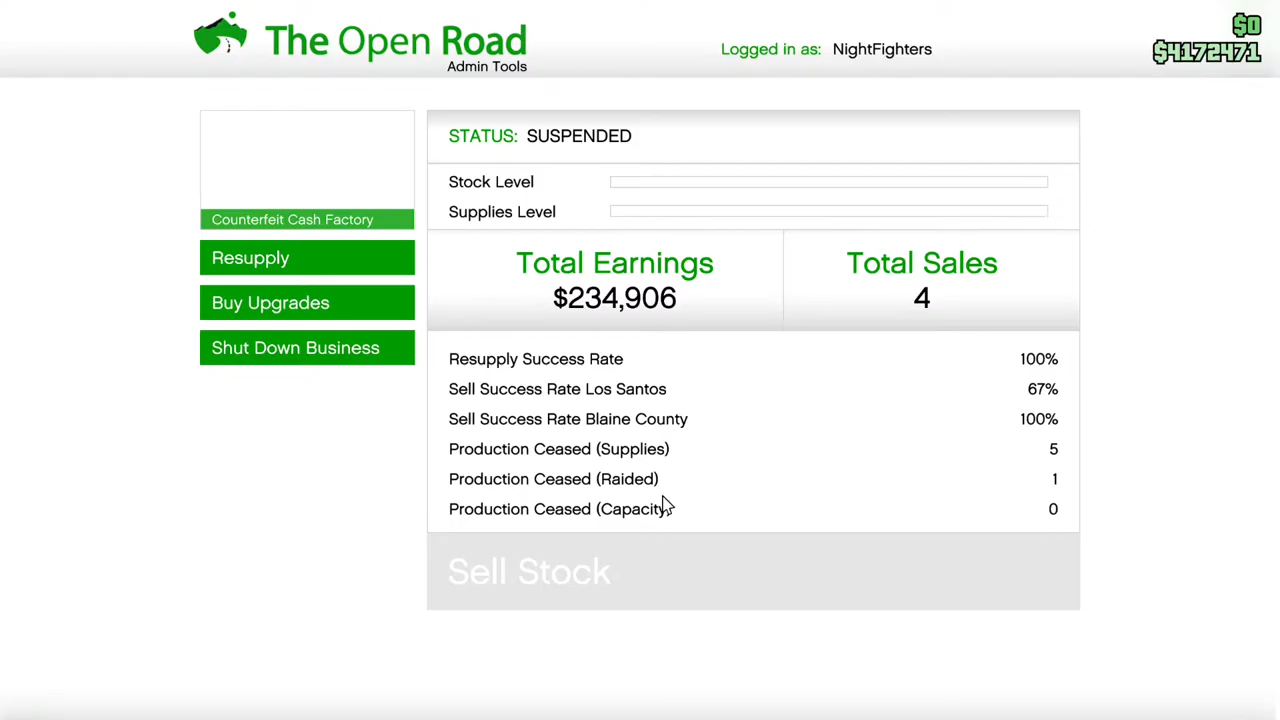 The Open Road
Admin Tools
Logged in as: NightFighters
$0
$4172471
Counterfeit Cash Factory
Resupply
Buy Upgrades
Shut Down Business
STATUS: SUSPENDED
Stock Level
Supplies Level
Total Earnings
$234,906
Total Sales
4
Resupply Success Rate 100%
Sell Success Rate Los Santos 67%
Sell Success Rate Blaine County 100%
Production Ceased (Supplies) 5
Production Ceased (Raided) 1
Production Ceased (Capacity) 0
Sell Stock